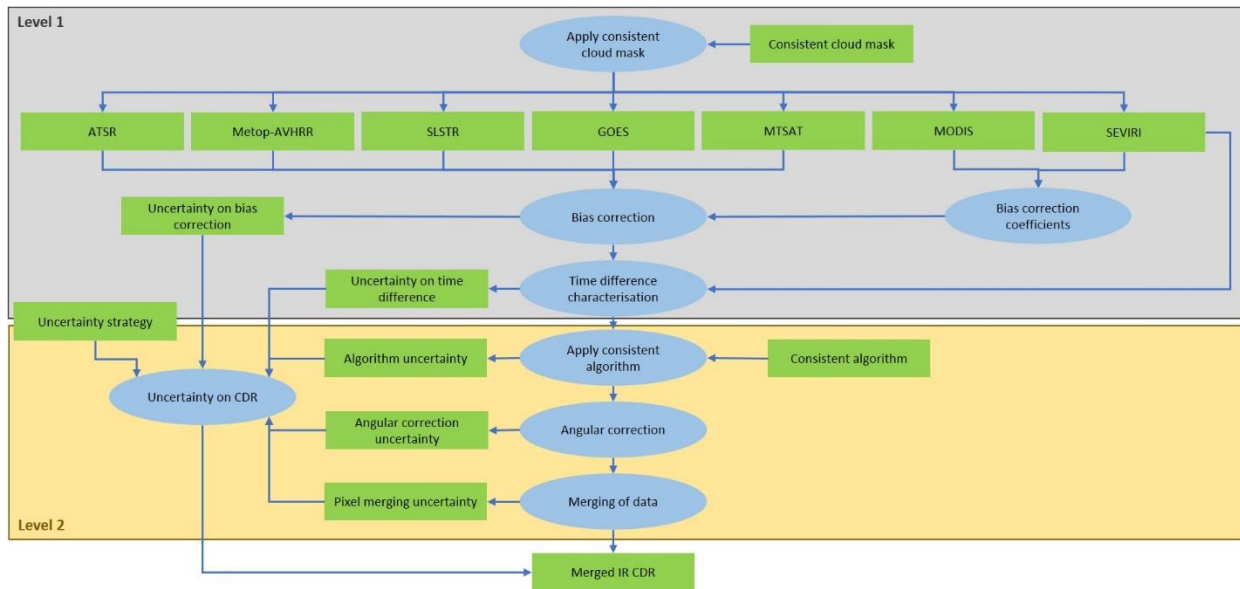 Level 1
Apply consistent
cloud mask
Consistent cloud mask
ATSR
Metop-AVHRR
SLSTR
GOES
MTSAT
MODIS
SEVIRI
Uncertainty on bias
correction
Bias correction
Bias correction
coefficients
Uncertainty on time
difference
Time difference
characterisation
Uncertainty strategy
Algorithm uncertainty
Apply consistent
algorithm
Consistent algorithm
Uncertainty on CDR
Angular correction
uncertainty
Angular correction
Pixel merging uncertainty
Merging of data
Level 2
Merged IR CDR